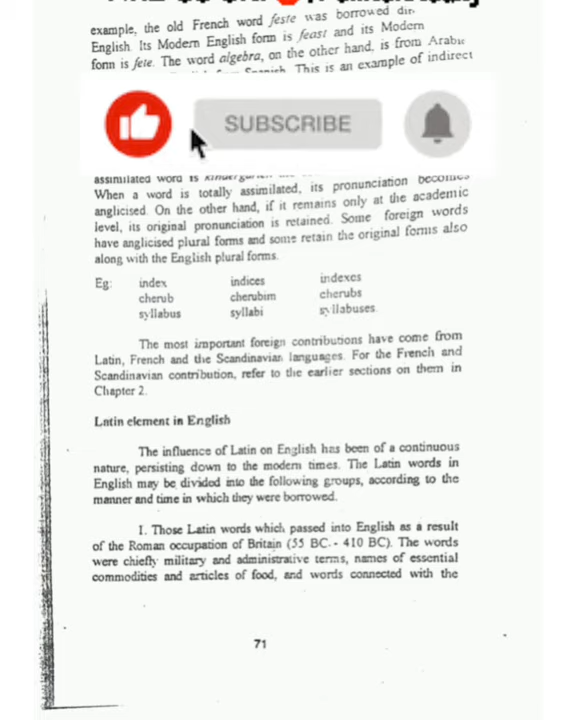 example, the old French word feste was borrowed dir-
English. Its Modern English form is feast and its Modern
form is fete. The word algebra, on the other hand, is from Arabic
Spanish. This is an example of indirect
SUBSCRIBE
assimilated word is
When a word is totally assimilated, its pronunciation becomes
anglicised. On the other hand, if it remains only at the academic
level, its original pronunciation is retained. Some foreign words
have anglicised plural forms and some retain the original forms also
along with the English plural forms.
Eg: index indices indexes
cherub cherubim cherubs
syllabus syllabi syllabuses.
The most important foreign contributions have come from
Latin, French and the Scandinavian languages. For the French and
Scandinavian contribution, refer to the earlier sections on them in
Chapter 2.
Latin element in English
The influence of Latin on English has been of a continuous
nature, persisting down to the modern times. The Latin words in
English may be divided into the following groups, according to the
manner and time in which they were borrowed.
1. Those Latin words which passed into English as a result
of the Roman occupation of Britain (55 BC. - 410 BC). The words
were chiefly military and administrative terms, names of essential
commodities and articles of food, and words connected with the
71